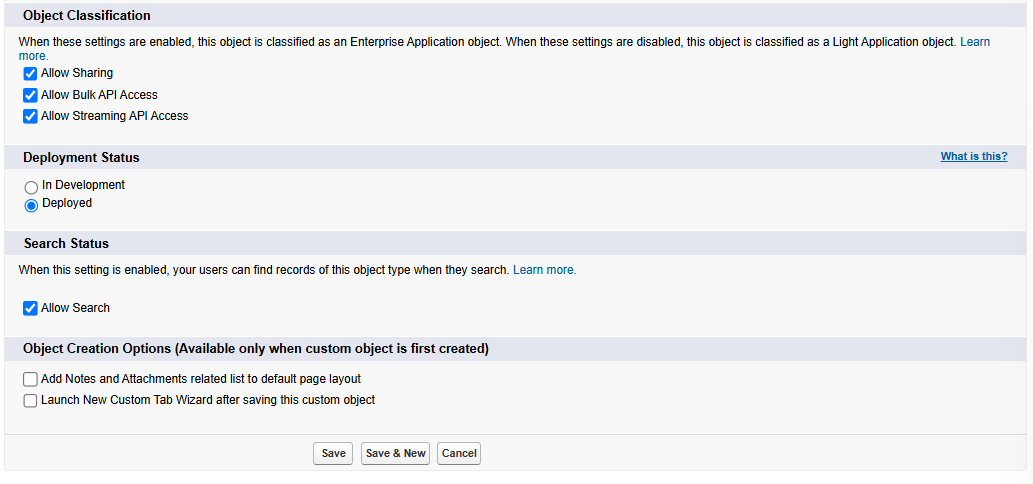 Object Classification
When these settings are enabled, this object is classified as an Enterprise Application object. When these settings are disabled, this object is classified as a Light Application object. Learn
more.
Allow Sharing
Allow Bulk API Access
Allow Streaming API Access
Deployment Status What is this?
In Development
Deployed
Search Status
When this setting is enabled, your users can find records of this object type when they search. Learn more.
Allow Search
Object Creation Options (Available only when custom object is first created)
Add Notes and Attachments related list to default page layout
Launch New Custom Tab Wizard after saving this custom object
Save Save & New Cancel